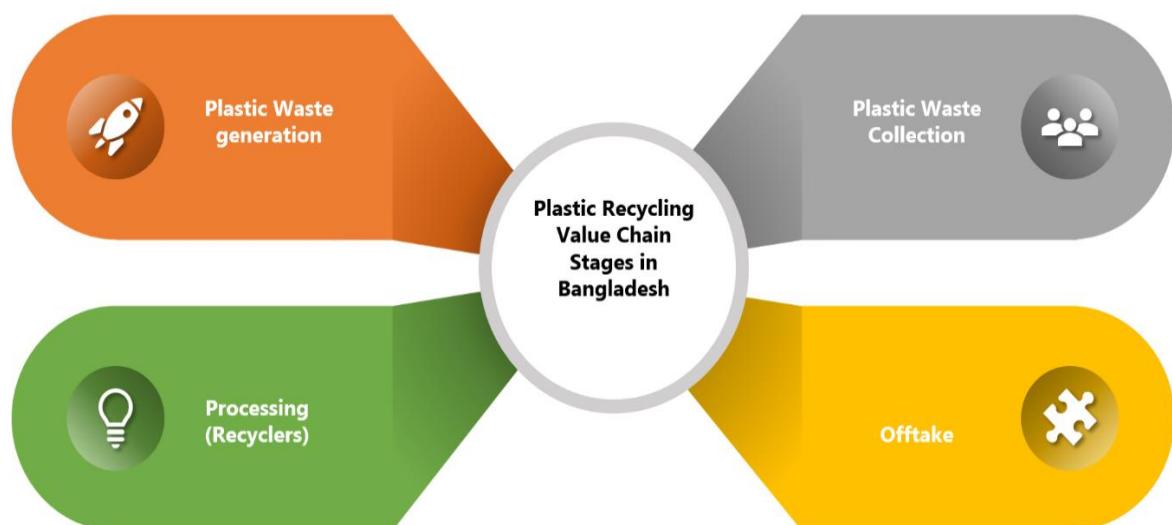 Plastic Waste
generation
Plastic Waste
Collection
Plastic Recycling
Value Chain
Stages in
Bangladesh
Processing
(Recyclers)
Offtake